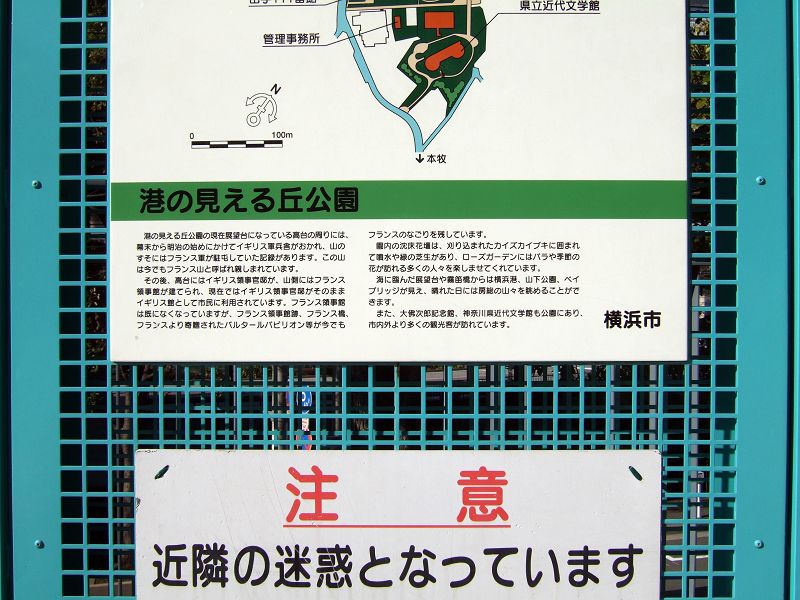 山手111番館
県立近代文学館
管理事務所
N
0 100m
本牧
港の見える丘公園
港の見える丘公園の現在展望台になっている高台の周りには、
幕末から明治の始めにかけてイギリス軍兵舎がおかれ、山の
すそにはフランス軍が駐屯していた記録があります。この山
は今でもフランス山と呼ばれ親しまれています。
その後、高台にはイギリス領事官邸が、山側にはフランス
領事館が建てられ、現在ではイギリス領事官邸がそのまま
イギリス館として市民に利用されています。フランス領事館
は既になくなっていますが、フランス領事館跡、フランス橋、
フランスより寄贈されたバルタールパビリオン等が今でも
フランスのなごりを残しています。
園内の沈床花壇は、刈り込まれたカイズカイブキに囲まれ
て噴水や緑の芝生があり、ローズガーデンにはバラや季節の
花が訪れる多くの人々を楽しませてくれています。
海に臨んだ展望台や霧笛橋からは横浜港、山下公園、ベイ
ブリッジが見え、晴れた日には房総の山々を眺めることがで
きます。
また、大佛次郎記念館、神奈川県近代文学館も公園にあり、
市内外より多くの観光客が訪れています。
横浜市
注 意
近隣の迷惑となっています